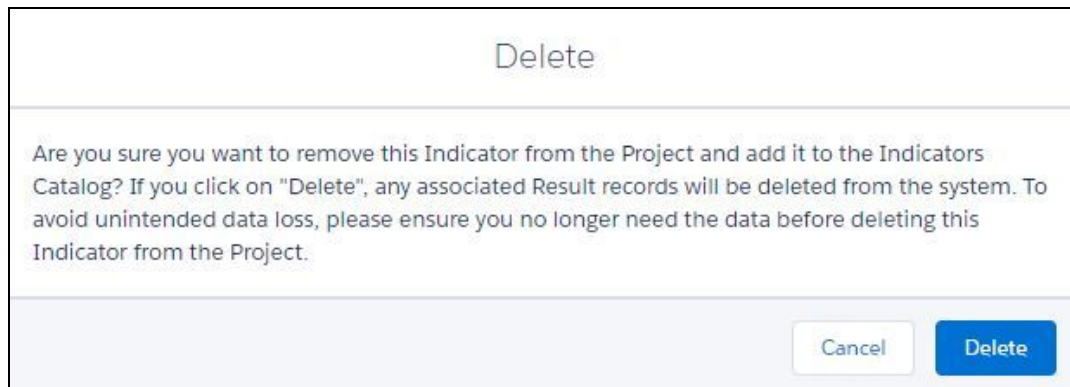 Delete
Are you sure you want to remove this Indicator from the Project and add it to the Indicators
Catalog? If you click on "Delete", any associated Result records will be deleted from the system. To
avoid unintended data loss, please ensure you no longer need the data before deleting this
Indicator from the Project.
Cancel Delete